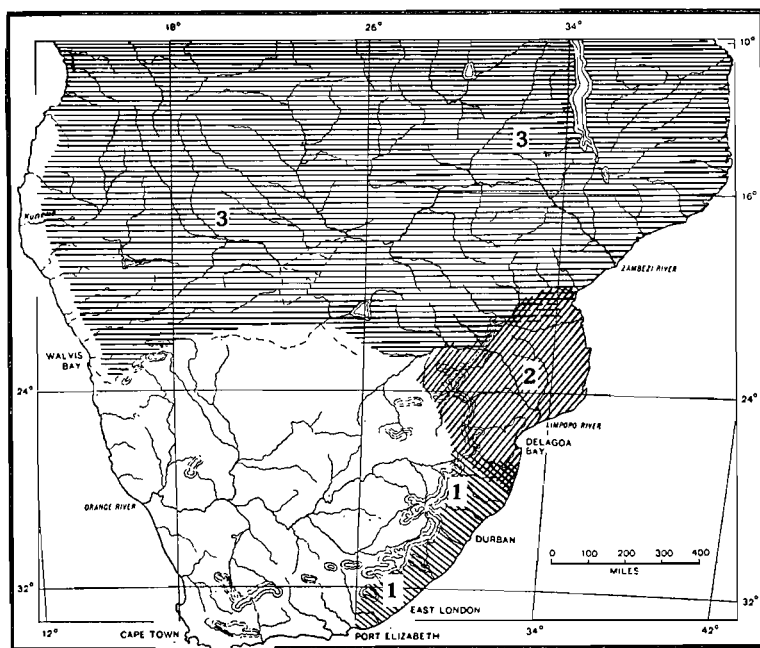 18° 26° 34°
10°
3
3
16°
Kunene
ZAMBEZI RIVER
WALVIS
BAY
24°
2
24°
LIMPOPO RIVER
DELAGOA
BAY
1
ORANGE RIVER
DURBAN
0 100 200 300 400
MILES
32°
1
32°
EAST LONDON
12° CAPE TOWN PORT ELIZABETH 34° 42°